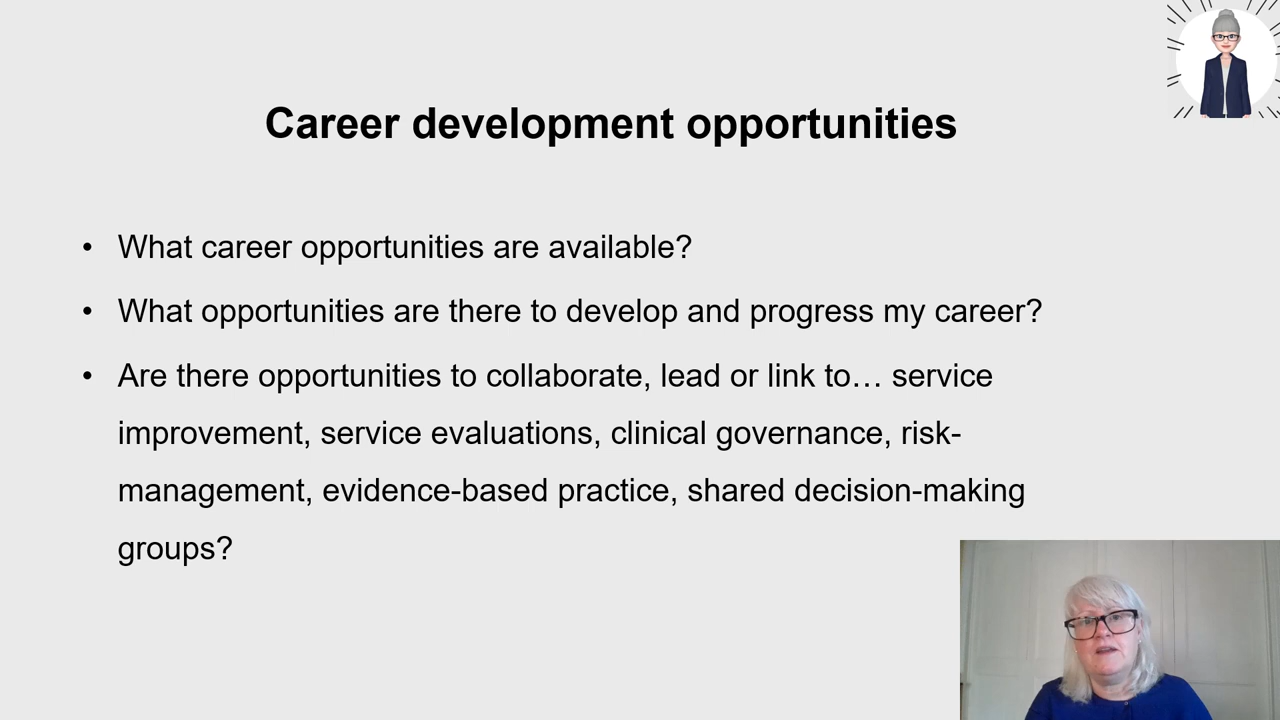 Career development opportunities
• What career opportunities are available?
• What opportunities are there to develop and progress my career?
• Are there opportunities to collaborate, lead or link to… service
improvement, service evaluations, clinical governance, risk-
management, evidence-based practice, shared decision-making
groups?